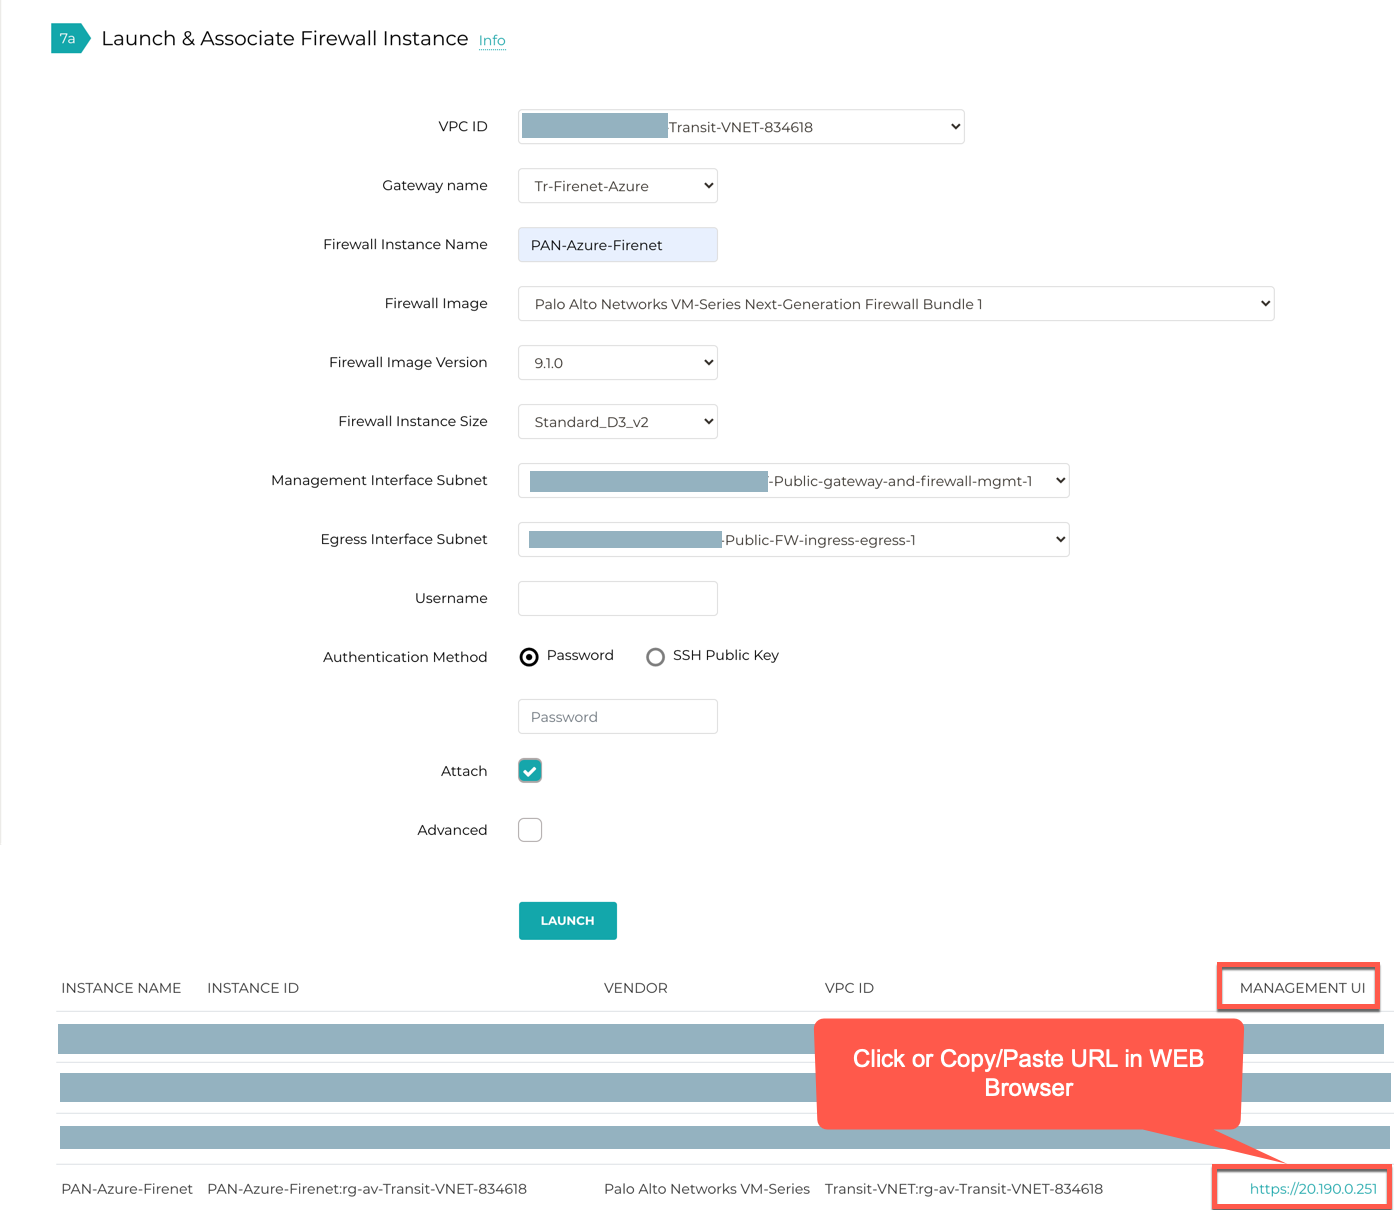 7a Launch & Associate Firewall Instance Info
VPC ID -Transit-VNET-834618
Gateway name Tr-Firenet-Azure
Firewall Instance Name PAN-Azure-Firenet
Firewall Image Palo Alto Networks VM-Series Next-Generation Firewall Bundle 1
Firewall Image Version 9.1.0
Firewall Instance Size Standard_D3_v2
Management Interface Subnet -Public-gateway-and-firewall-mgmt-1
Egress Interface Subnet -Public-FW-ingress-egress-1
Username
Authentication Method Password SSH Public Key
Password
Attach
Advanced
LAUNCH
INSTANCE NAME INSTANCE ID VENDOR VPC ID MANAGEMENT UI
Click or Copy/Paste URL in WEB
Browser
PAN-Azure-Firenet PAN-Azure-Firenet:rg-av-Transit-VNET-834618 Palo Alto Networks VM-Series Transit-VNET:rg-av-Transit-VNET-834618 https://20.190.0.251